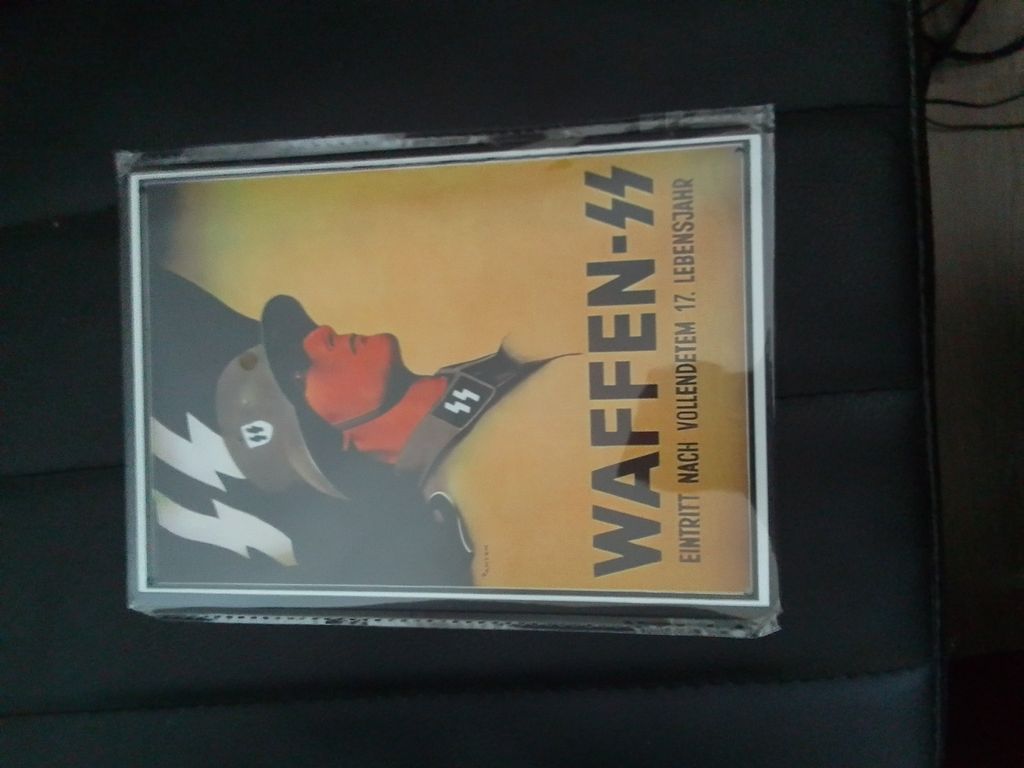 WAFFEN-SS
EINTRITT NACH VOLLENDETEM 17. LEBENSJAHR